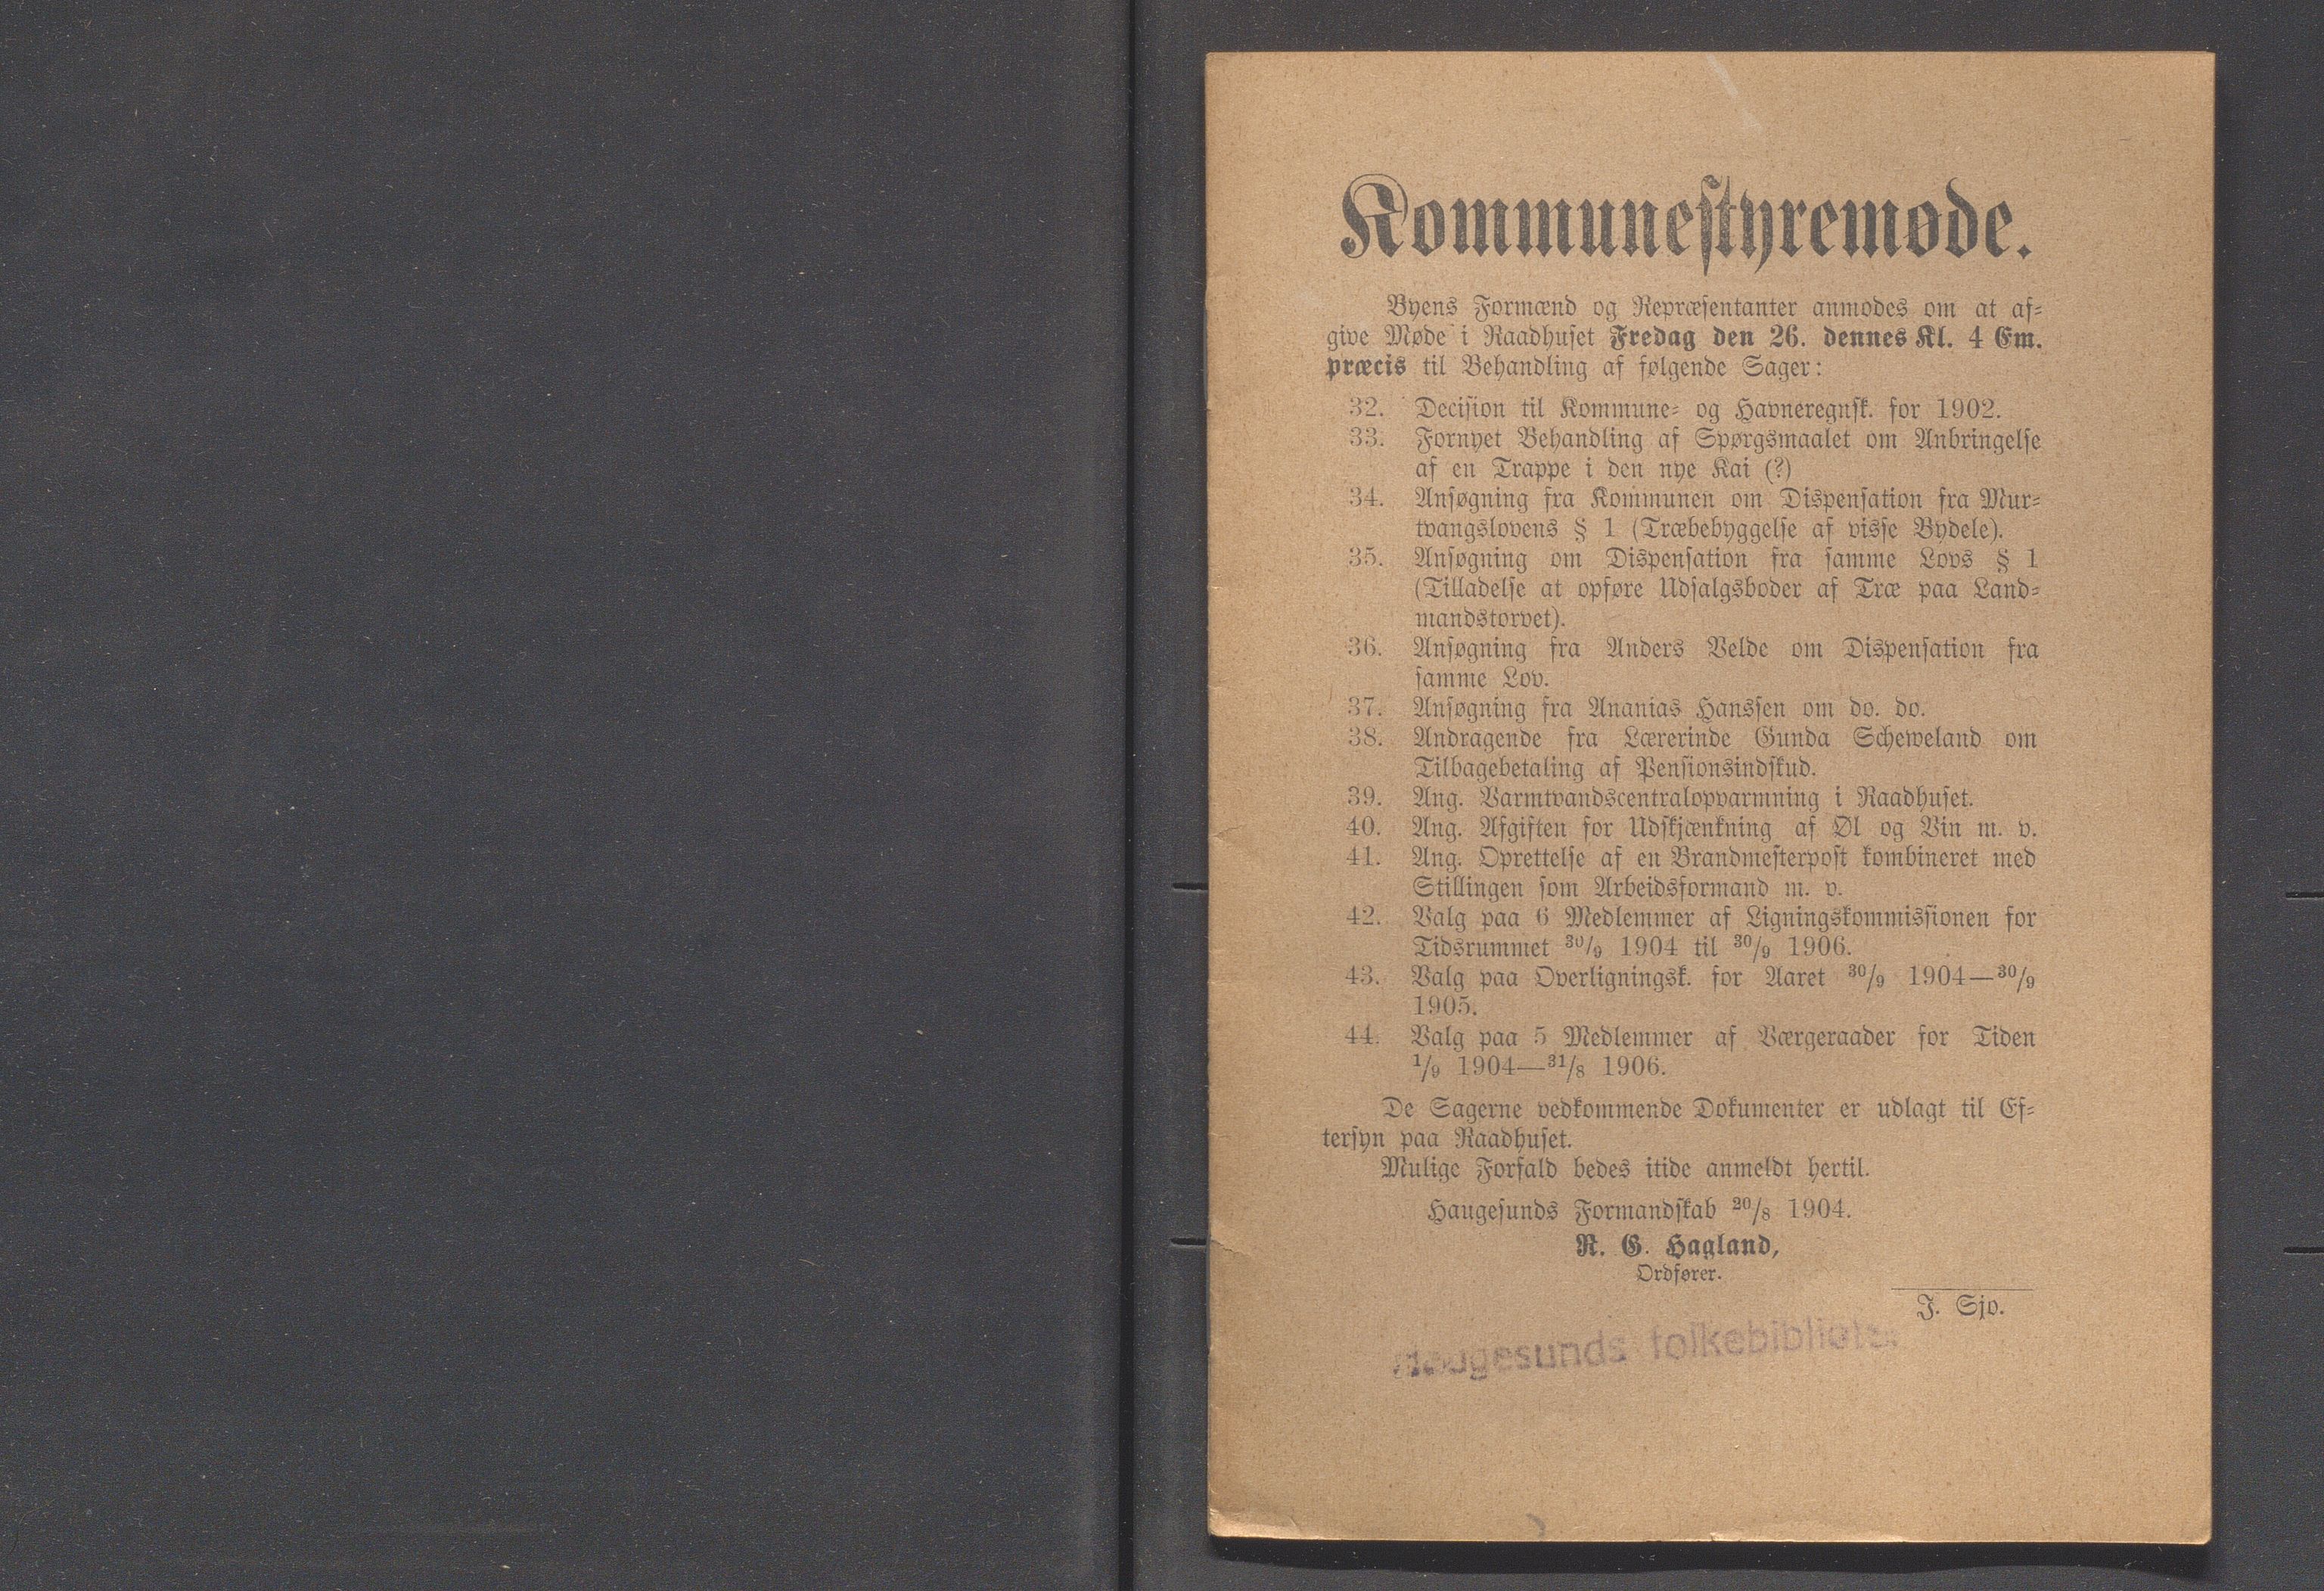 Kommunestyremøde.
Byens Formænd og Repræsentanter anmodes om at af-
give Møde i Raadhuset Fredag den 26. dennes Kl. 4 Em.
præcis til Behandling af følgende Sager:
32. Decision til Kommune- og Havneregnsk. for 1902.
33. Fornyet Behandling af Spørgsmaalet om Anbringelse
af en Trappe i den nye Kai (?)
34. Ansøgning fra Kommunen om Dispensation fra Mur-
tvangslovens § 1 (Træbebyggelse af visse Bydele).
35. Ansøgning om Dispensation fra samme Lovs § 1
(Tilladelse at opføre Udsalgsboder af Træ paa Land-
mandstorvet).
36. Ansøgning fra Anders Velde om Dispensation fra
samme Lov.
37. Ansøgning fra Ananias Hanssen om do. do.
38. Andragende fra Lærerinde Gunda Scheweland om
Tilbagebetaling af Pensionsindskud.
39. Ang. Varmtvandscentralopvarmning i Raadhuset.
40. Ang. Afgiften for Udskjænkning af Øl og Vin m. v.
41. Ang. Oprettelse af en Brandmesterpost kombineret med
Stillingen som Arbeidsformand m. v.
42. Valg paa 6 Medlemmer af Ligningskommissionen for
Tidsrummet 30/9 1904 til 30/9 1906.
43. Valg paa Overligningsk. for Aaret 30/9 1904—30/9
1905.
44. Valg paa 5 Medlemmer af Værgeraader for Tiden
1/9 1904—31/8 1906.
De Sagerne vedkommende Dokumenter er udlagt til Ef-
tersyn paa Raadhuset.
Mulige Forfald bedes itide anmeldt hertil.
Haugesunds Formandskab 20/8 1904.
R. G. Hagland,
Ordfører.
J. Sjo.
Haugesunds folkebibliotek